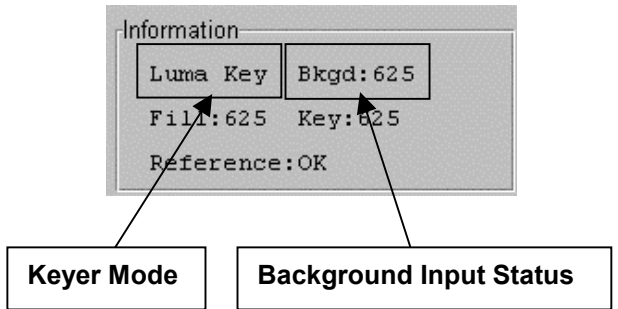 Information
Luma Key Bkgd:625
Fill:625 Key:625
Reference:OK
Keyer Mode Background Input Status